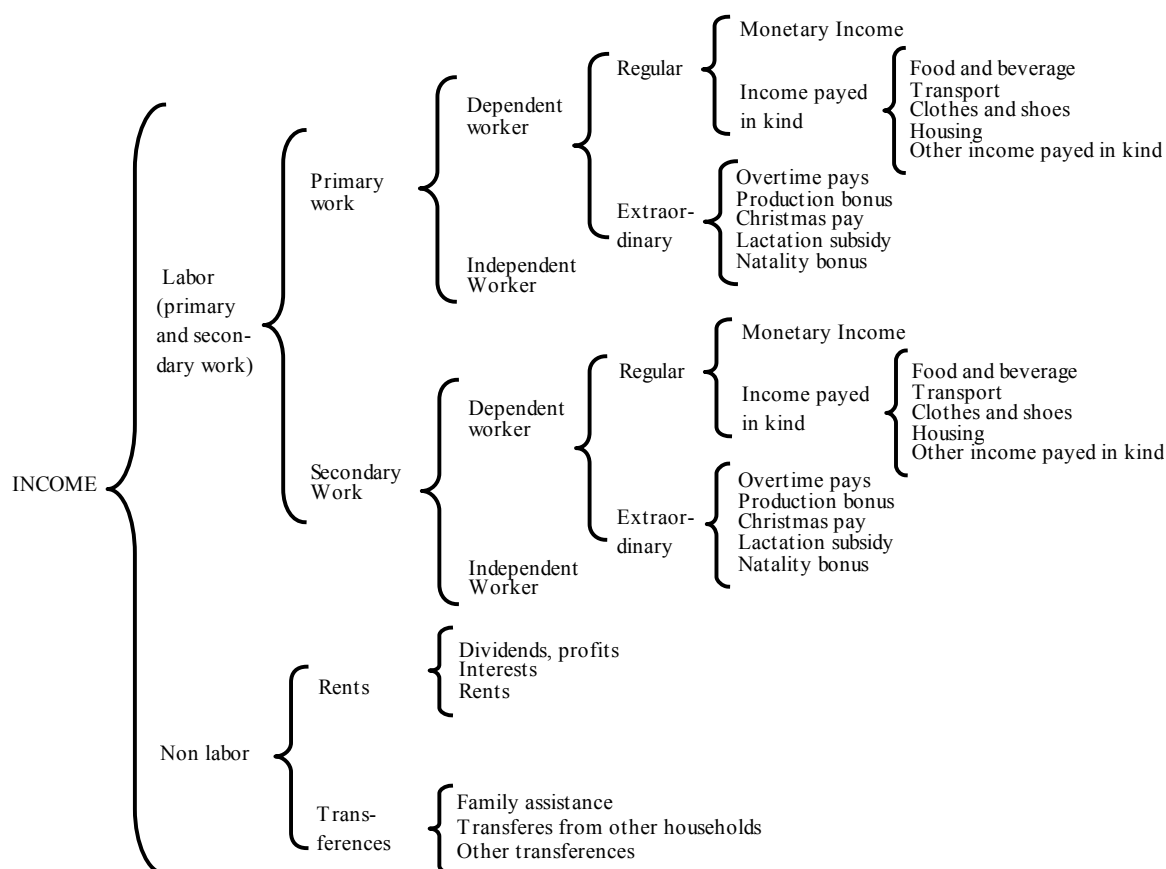 Monetary Income
Regular
Income payed
in kind
Food and beverage
Transport
Clothes and shoes
Housing
Other income payed in kind
Dependent
worker
Extraor-
dinary
Overtime pays
Production bonus
Christmas pay
Lactation subsidy
Natality bonus
Primary
work
Independent
Worker
Labor
(primary
and secon-
dary work)
Monetary Income
Regular
Income payed
in kind
Food and beverage
Transport
Clothes and shoes
Housing
Other income payed in kind
Dependent
worker
Secondary
Work
Extraor-
dinary
Overtime pays
Production bonus
Christmas pay
Lactation subsidy
Natality bonus
Independent
Worker
INCOME
Rents
Dividends, profits
Interests
Rents
Non labor
Trans-
ferences
Family assistance
Transferes from other households
Other transferences